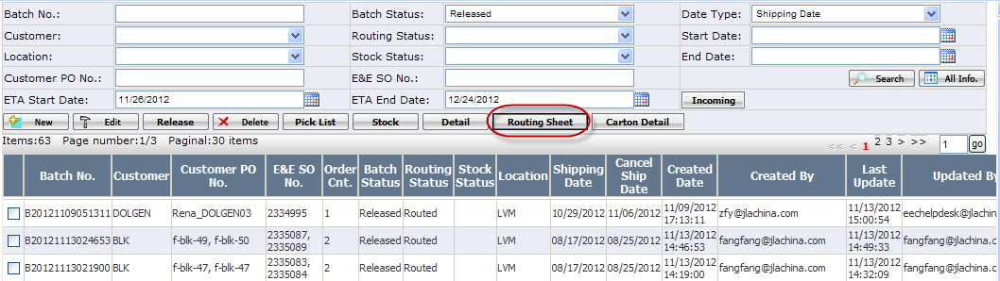 Batch No.: Batch Status: Released Date Type: Shipping Date
Customer: Routing Status: Start Date:
Location: Stock Status: End Date:
Customer PO No.: E&E SO No.: Search All Info.
ETA Start Date: 11/26/2012 ETA End Date: 12/24/2012 Incoming
New Edit Release Delete Pick List Stock Detail Routing Sheet Carton Detail
Items:63 Page number:1/3 Paginal:30 items << < 1 2 3 > >> 1 go
Batch No. Customer Customer PO No. E&E SO No. Order Cnt. Batch Status Routing Status Stock Status Location Shipping Date Cancel Ship Date Created Date Created By Last Update Updated By
B20121109051311 DOLGEN Rena_DOLGEN03 2334995 1 Released Routed LVM 10/29/2012 11/06/2012 11/09/2012 17:13:11 zfy@jlachina.com 11/13/2012 15:00:54 eechelpdesk@jlachina.com
B20121113024653 BLK f-blk-49, f-blk-50 2335087, 2335089 2 Released Routed LVM 08/17/2012 08/25/2012 11/13/2012 14:46:53 fangfang@jlachina.com 11/13/2012 14:49:33 fangfang@jlachina.com
B20121113021900 BLK f-blk-46, f-blk-47 2335083, 2335084 2 Released Routed LVM 08/17/2012 08/25/2012 11/13/2012 14:19:00 fangfang@jlachina.com 11/13/2012 14:32:09 fangfang@jlachina.com